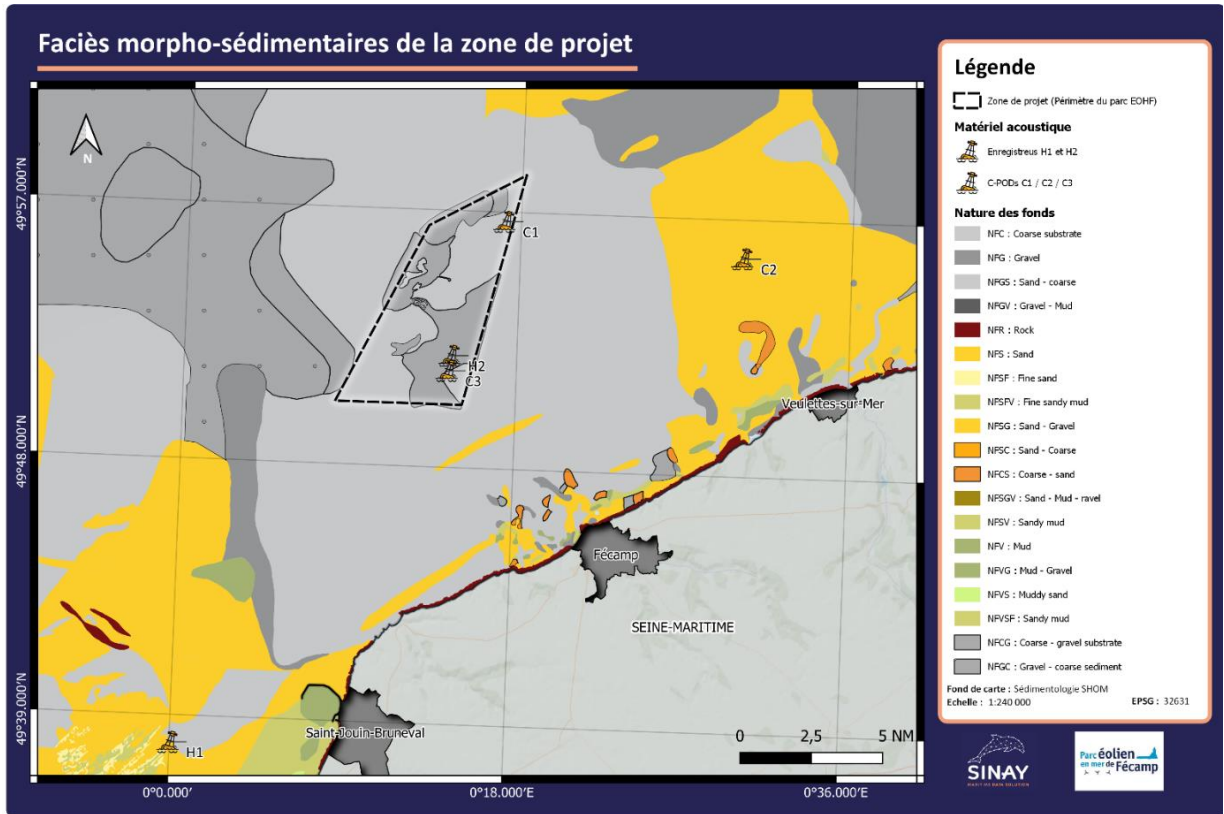 Faciès morpho-sédimentaires de la zone de projet
N
49°57.000'N
49°48.000'N
49°39.000'N
C1
C2
H2
C3
Veulettes-sur-Mer
Fécamp
SEINE-MARITIME
Saint-Jouin-Bruneval
H1
0 2,5 5 NM
0°0.000'
0°18.000'E
0°36.000'E
Légende
Zone de projet (Périmètre du parc EOHF)
Matériel acoustique
Enregistreus H1 et H2
C-PODs C1 / C2 / C3
Nature des fonds
NFC : Coarse substrate
NFG : Gravel
NFGS : Sand - coarse
NFGV : Gravel - Mud
NFR : Rock
NFS : Sand
NFSF : Fine sand
NFSFV : Fine sandy mud
NFSG : Sand - Gravel
NFSC : Sand - Coarse
NFCS : Coarse - sand
NFSGV : Sand - Mud - ravel
NFSV : Sandy mud
NFV : Mud
NFVG : Mud - Gravel
NFVS : Muddy sand
NFVSF : Sandy mud
NFCG : Coarse - gravel substrate
NFGC : Gravel - coarse sediment
Fond de carte : Sédimentologie SHOM
Echelle : 1:240 000 EPSG : 32631
SINAY
Parc éolien
en mer de Fécamp